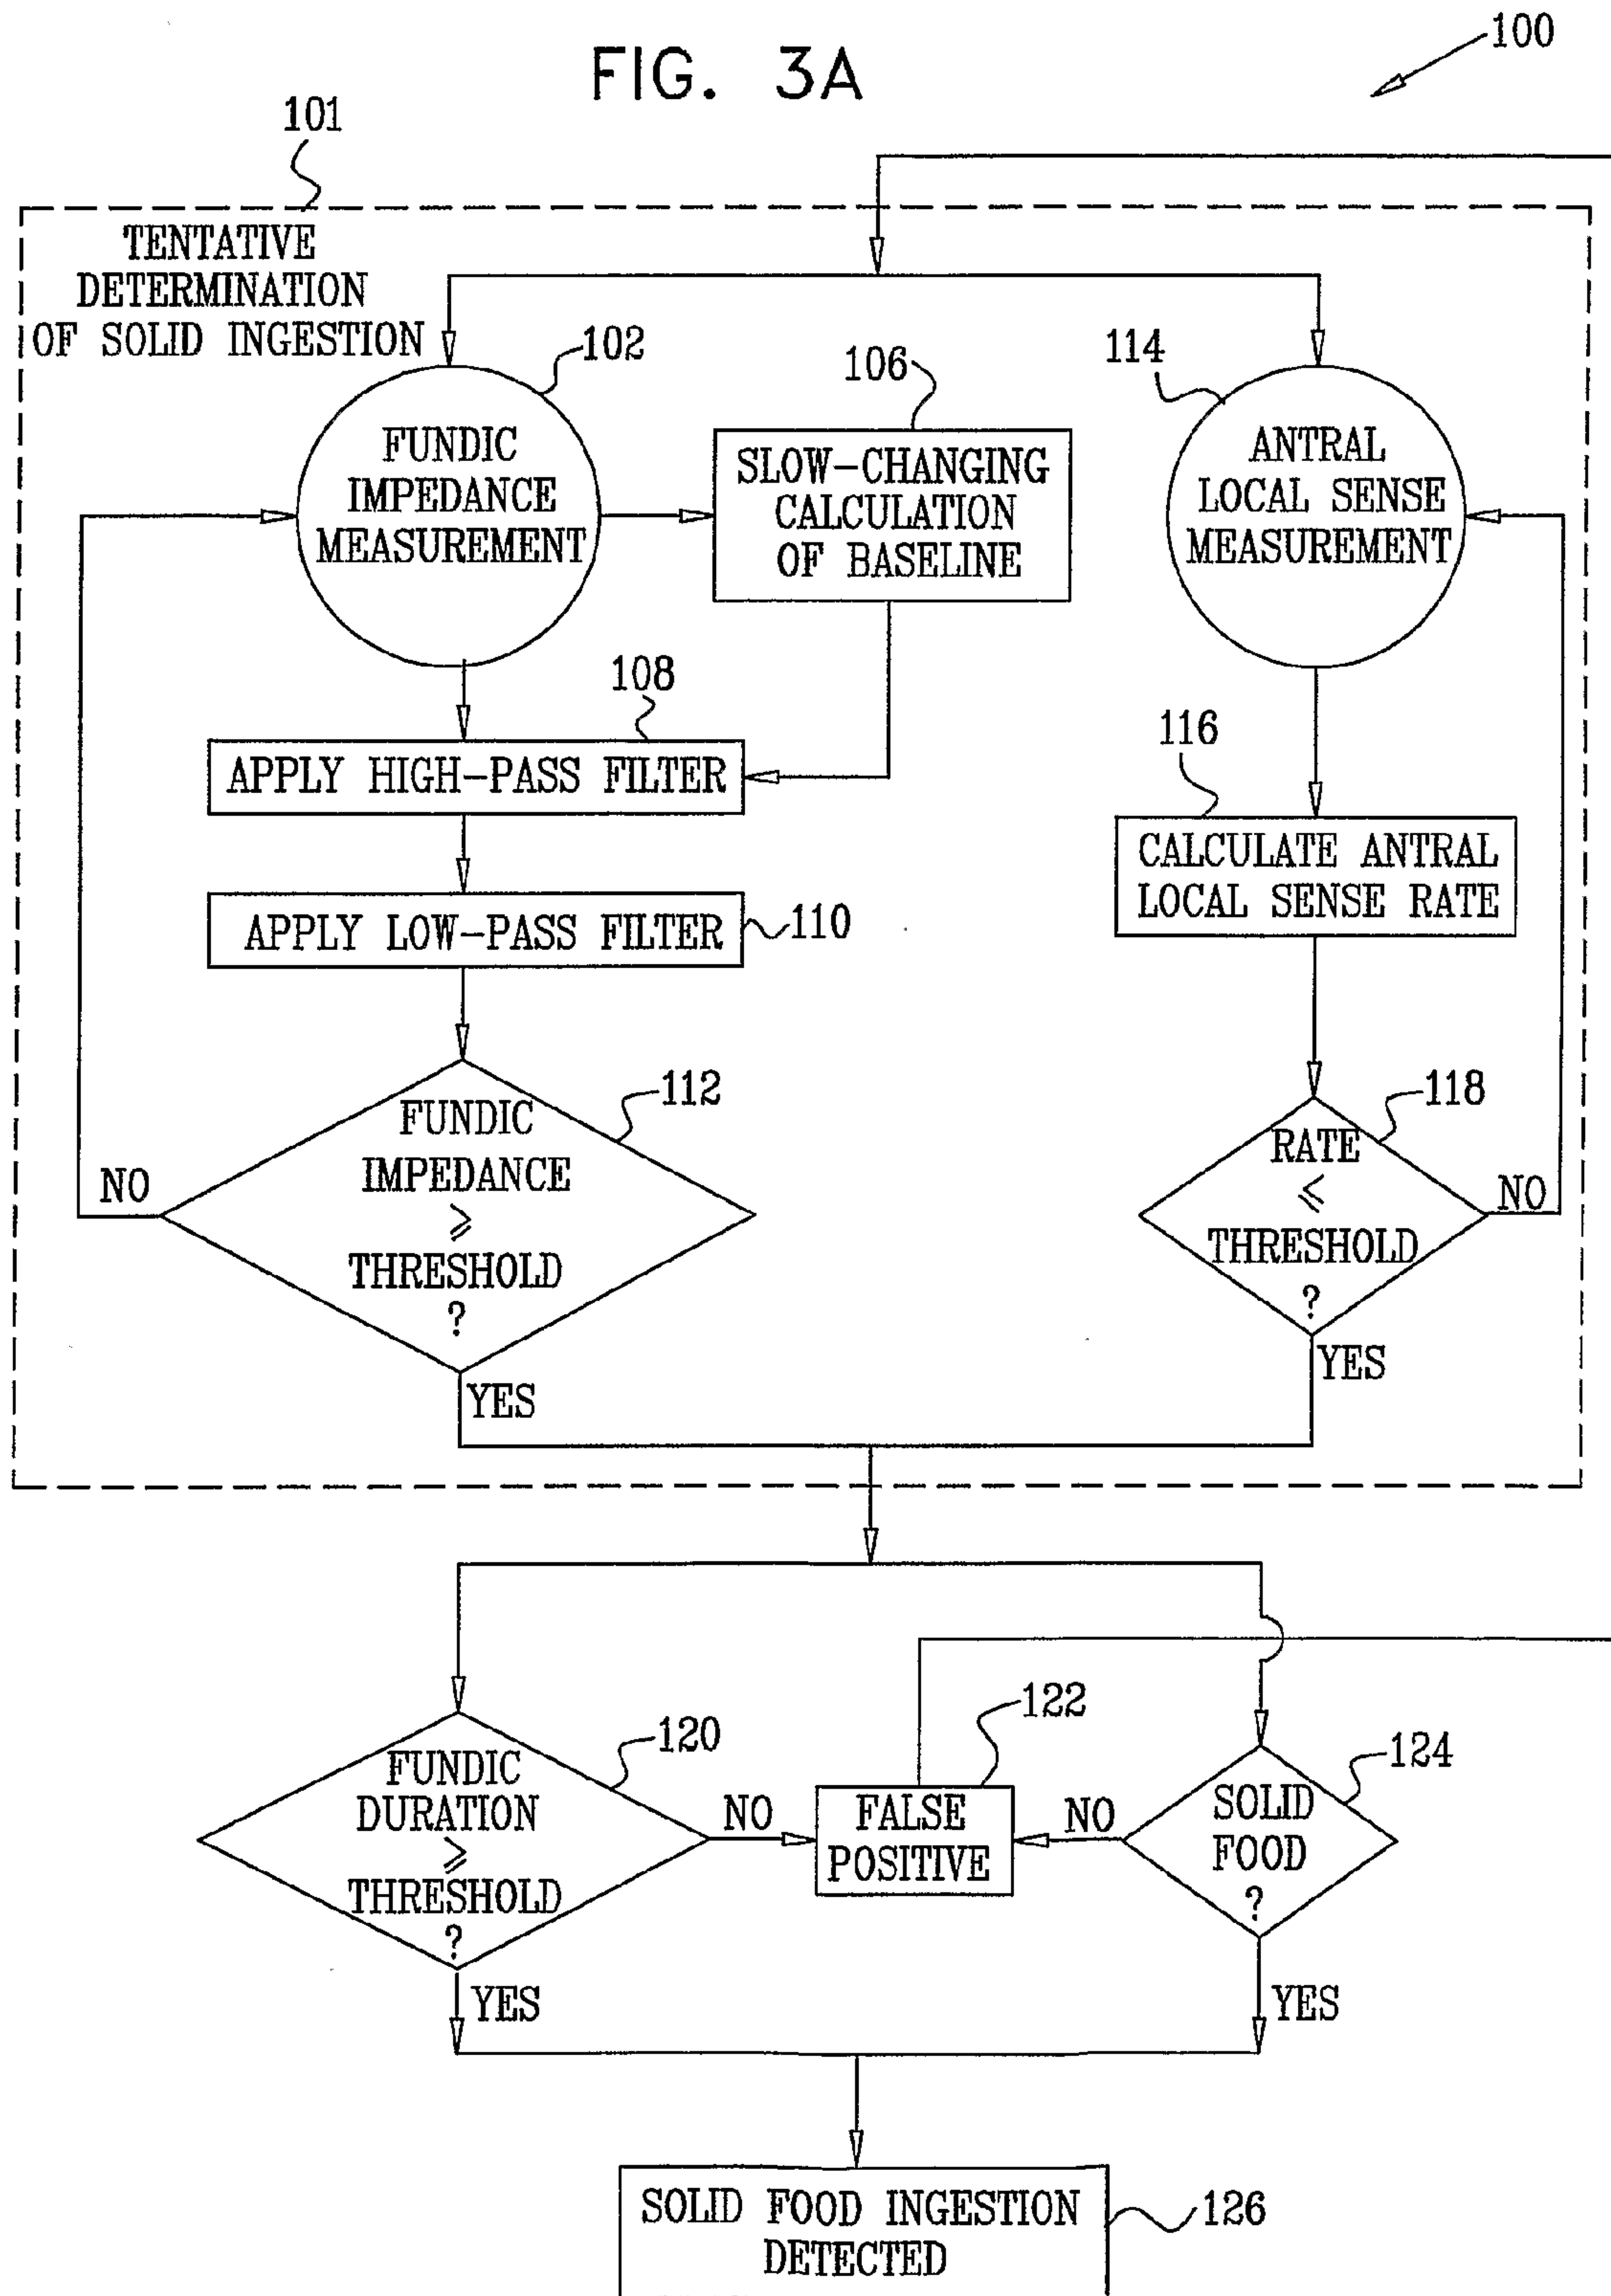 FIG. 3A
100
101
TENTATIVE
DETERMINATION
OF SOLID INGESTION
102
FUNDIC
IMPEDANCE
MEASUREMENT
106
SLOW-CHANGING
CALCULATION
OF BASELINE
114
ANTRAL
LOCAL SENSE
MEASUREMENT
108
APPLY HIGH-PASS FILTER
116
CALCULATE ANTRAL
LOCAL SENSE RATE
APPLY LOW-PASS FILTER
110
112
FUNDIC
IMPEDANCE
⩾
THRESHOLD
?
NO
YES
118
RATE
⩽
THRESHOLD
?
NO
YES
120
FUNDIC
DURATION
⩾
THRESHOLD
?
NO
YES
122
FALSE
POSITIVE
124
SOLID
FOOD
?
NO
YES
SOLID FOOD INGESTION
DETECTED
126